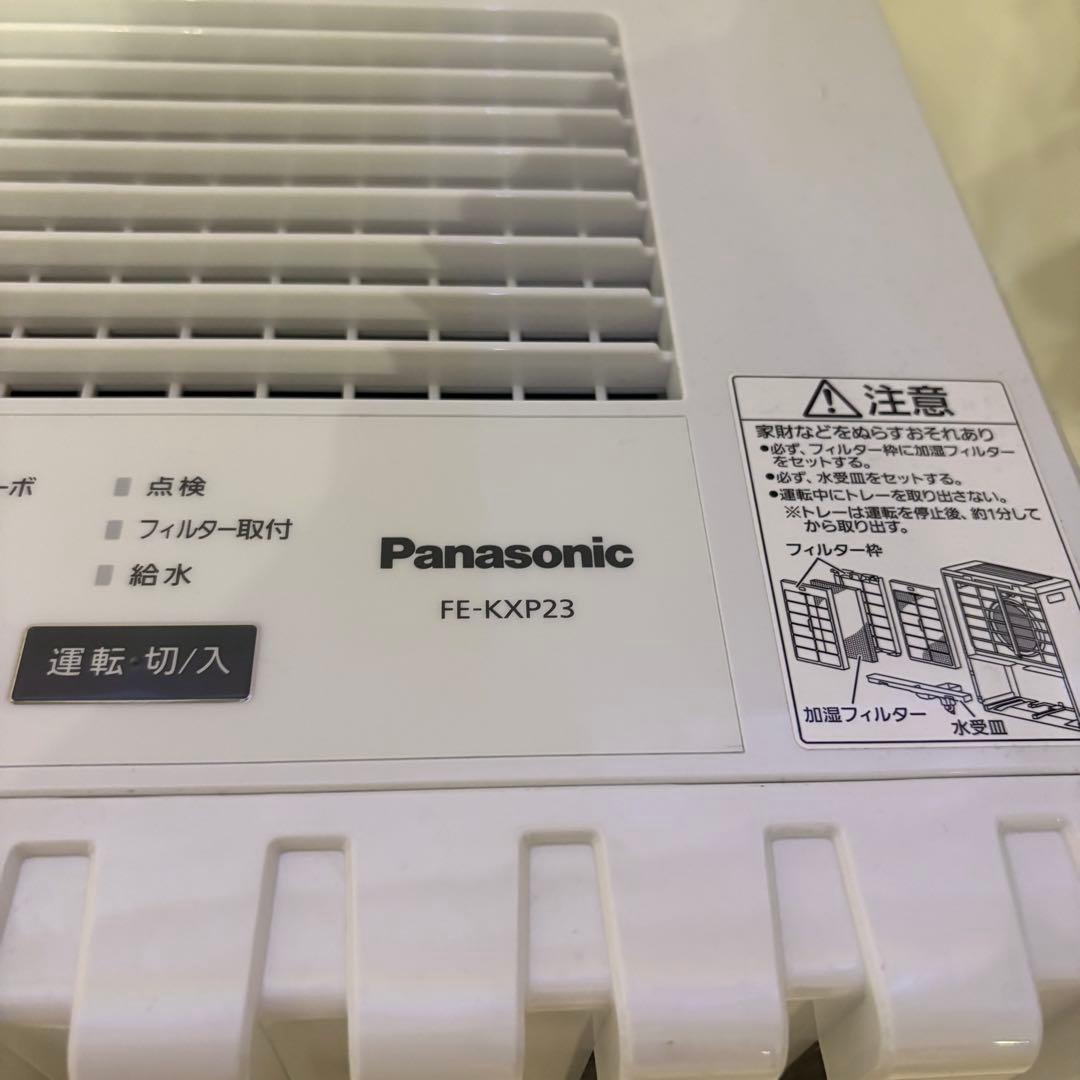 ーボ
点検
フィルター取付
給水
運転 切/入
Panasonic
FE-KXP23
注意
家財などをぬらすおそれあり
•必ず、フィルター枠に加湿フィルター
をセットする。
•必ず、水受皿をセットする。
•運転中にトレーを取り出さない。
※トレーは運転を停止後、約1分して
から取り出す。
フィルター枠
加湿フィルター
水受皿